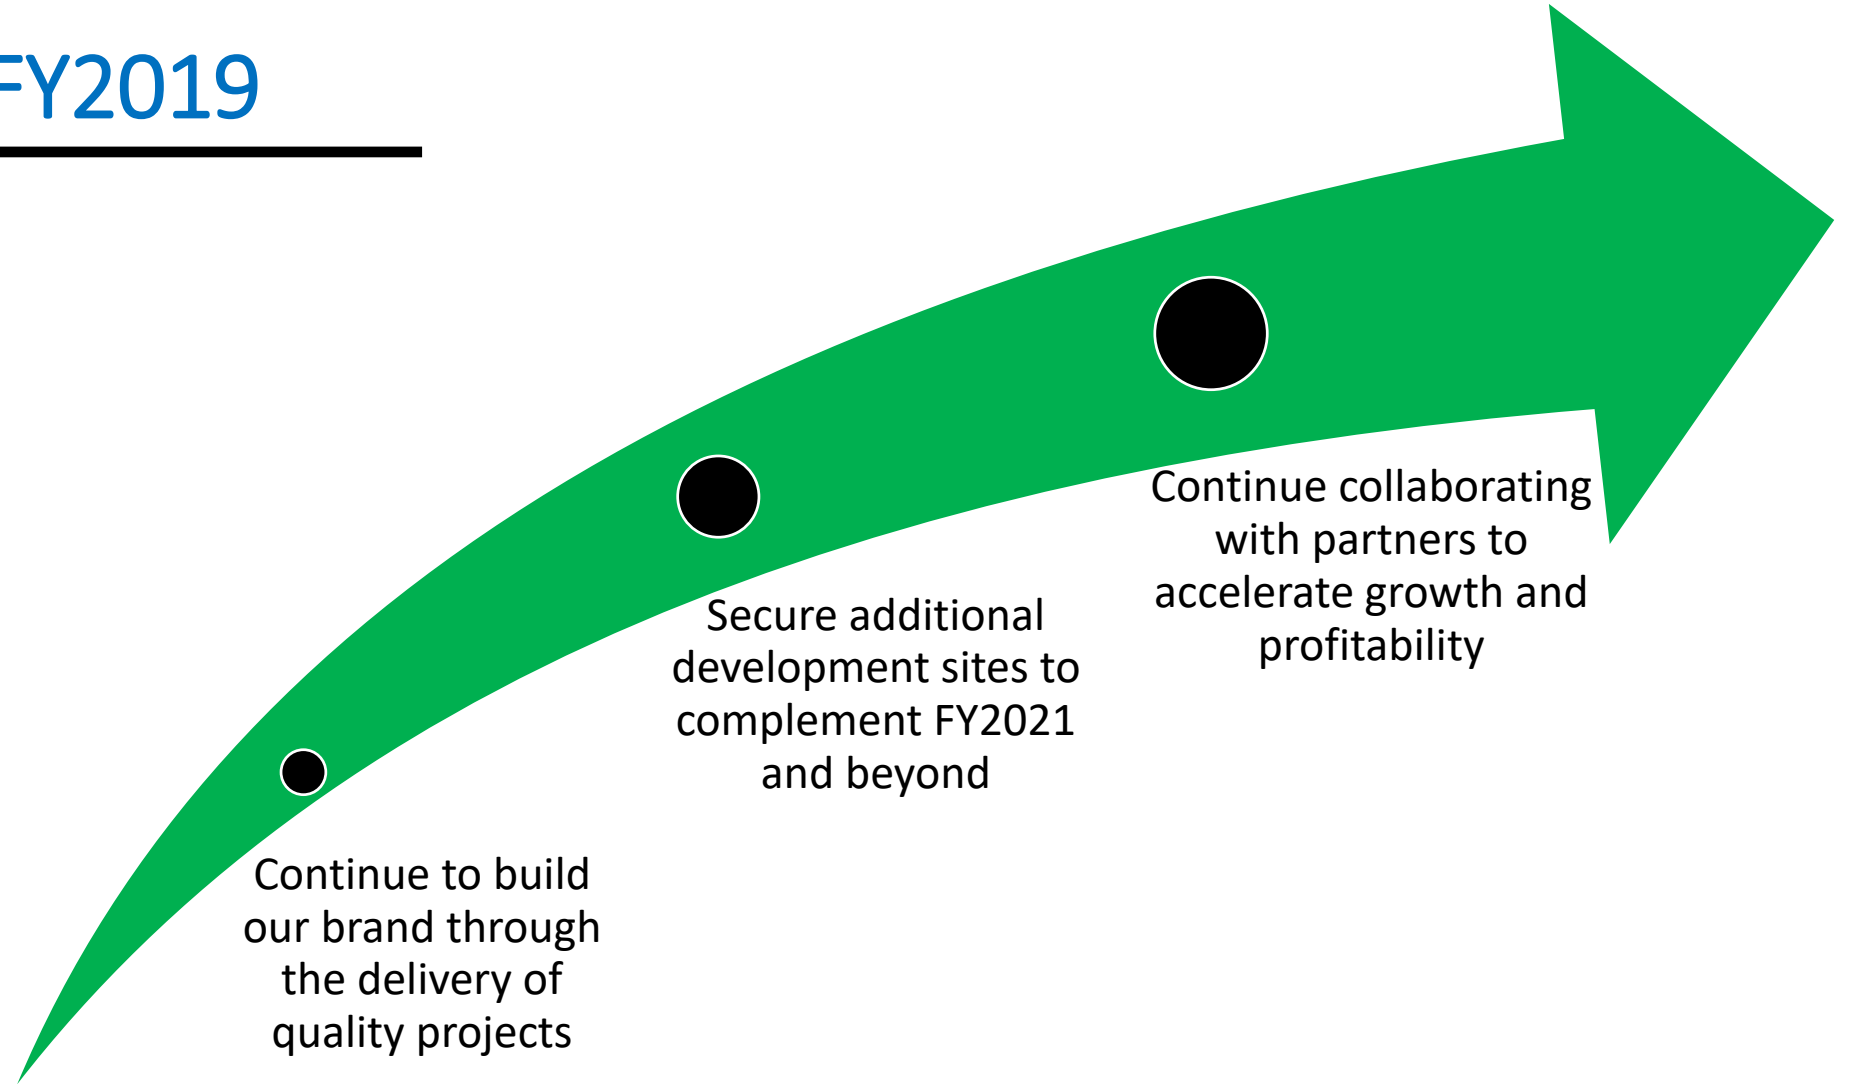 FY2019
Continue collaborating
with partners to
accelerate growth and
profitability
Secure additional
development sites to
complement FY2021
and beyond
Continue to build
our brand through
the delivery of
quality projects